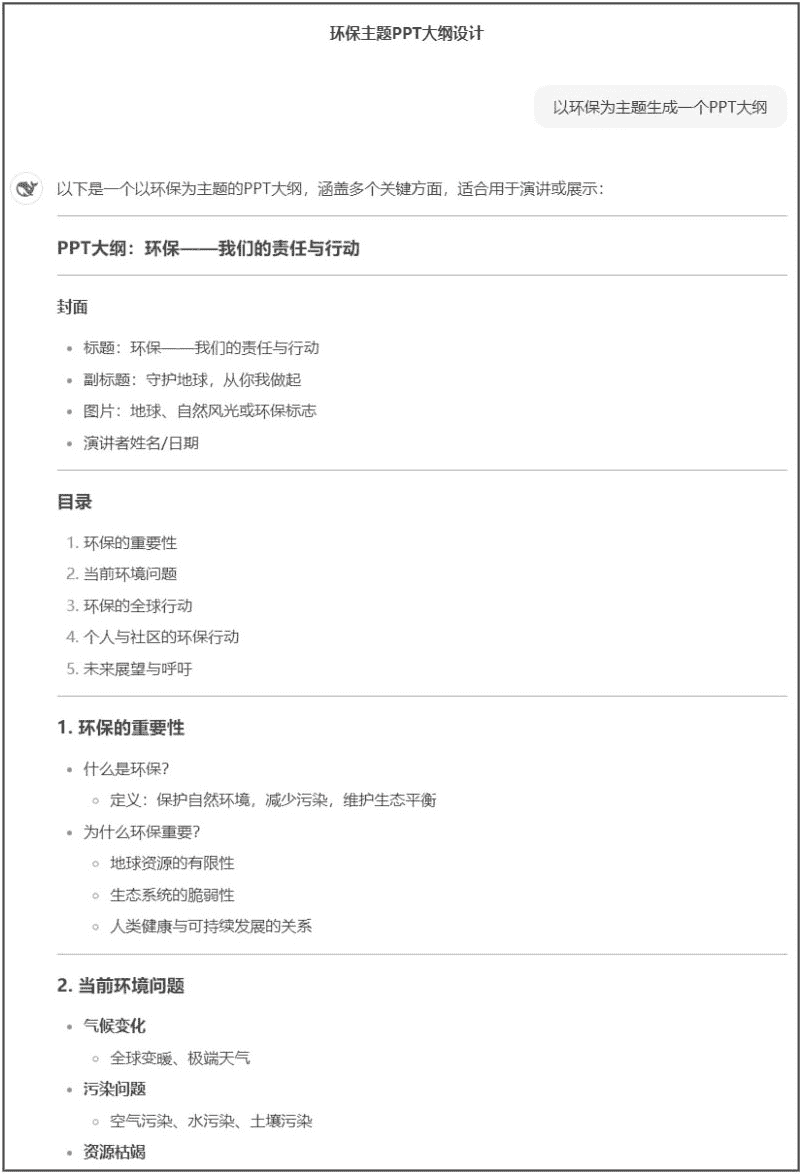 环保主题PPT大纲设计
以环保为主题生成一个PPT大纲
以下是一个以环保为主题的PPT大纲，涵盖多个关键方面，适合用于演讲或展示：
PPT大纲：环保——我们的责任与行动
封面
• 标题：环保——我们的责任与行动
• 副标题：守护地球，从你我做起
• 图片：地球、自然风光或环保标志
• 演讲者姓名/日期
目录
1. 环保的重要性
2. 当前环境问题
3. 环保的全球行动
4. 个人与社区的环保行动
5. 未来展望与呼吁
1. 环保的重要性
• 什么是环保？
◦ 定义：保护自然环境，减少污染，维护生态平衡
• 为什么环保重要？
◦ 地球资源的有限性
◦ 生态系统的脆弱性
◦ 人类健康与可持续发展的关系
2. 当前环境问题
• 气候变化
◦ 全球变暖、极端天气
• 污染问题
◦ 空气污染、水污染、土壤污染
• 资源枯竭